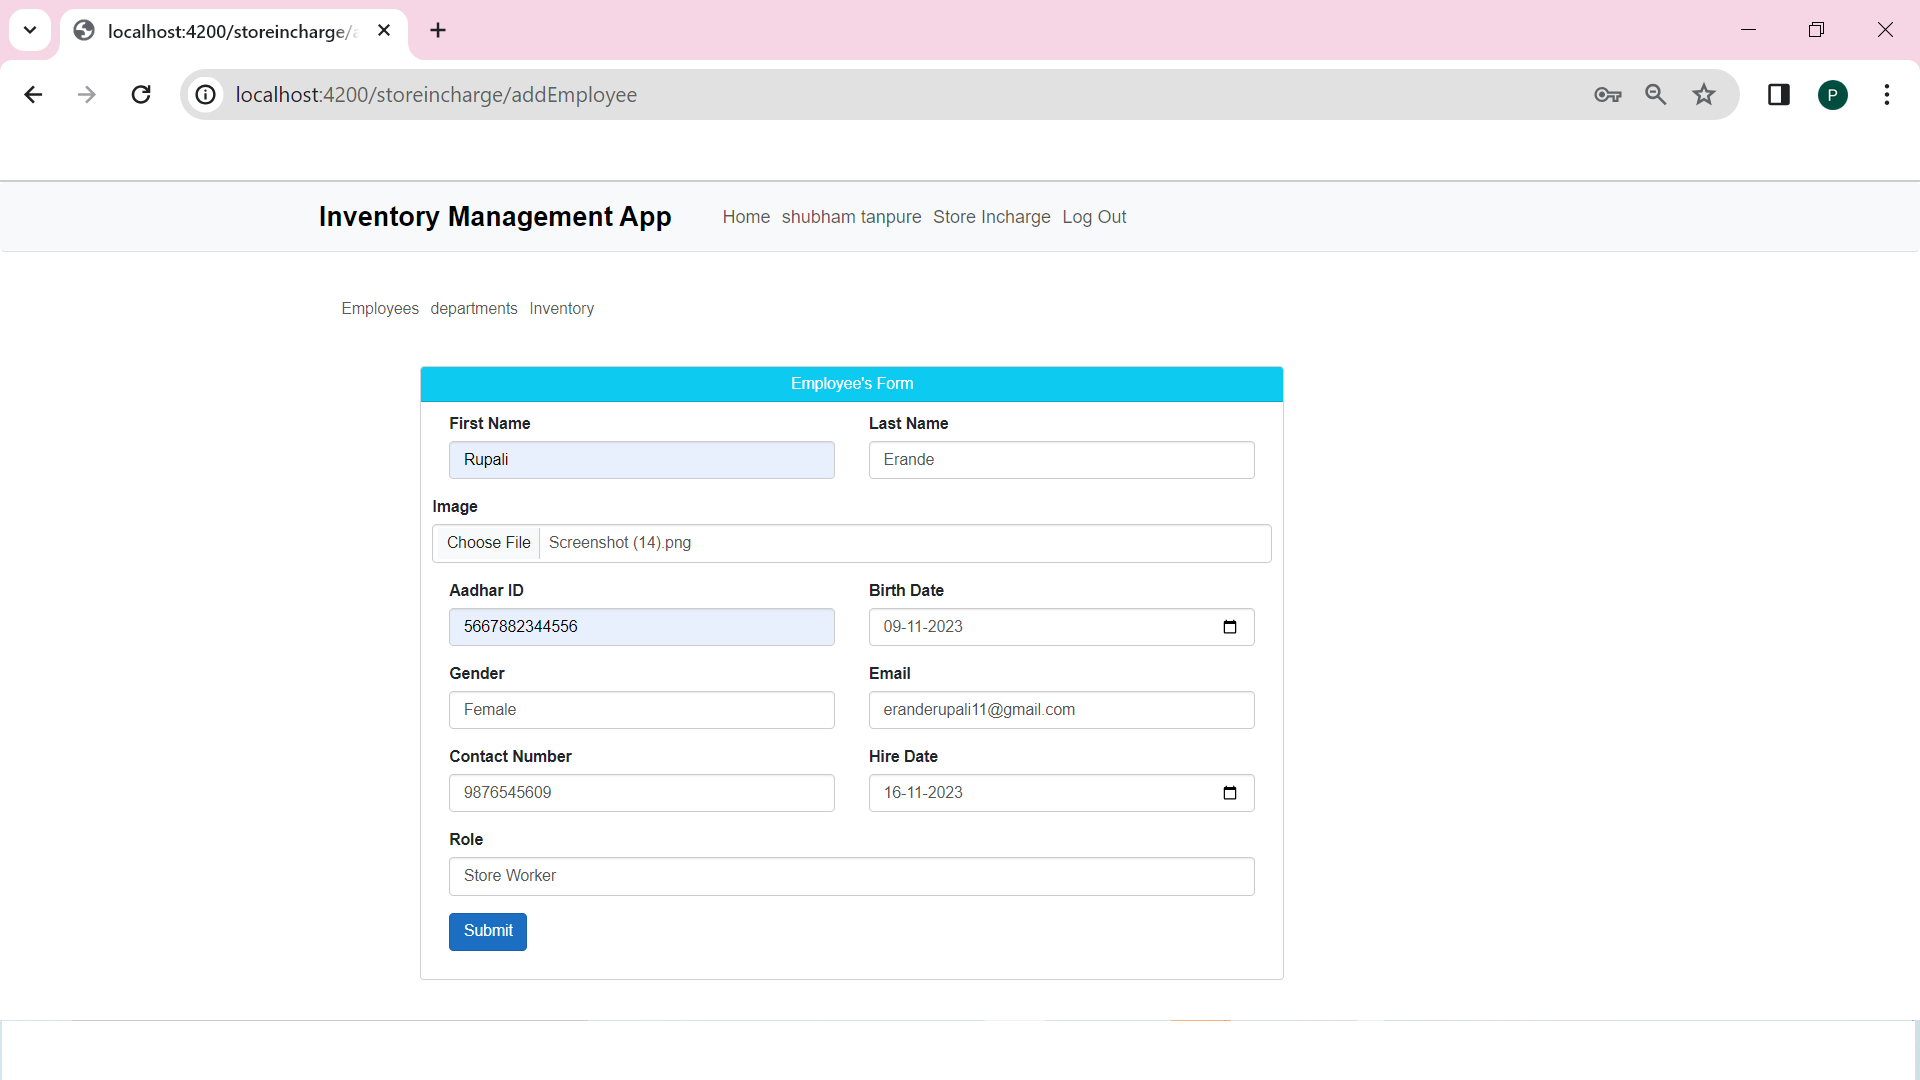 localhost:4200/storeincharge/a
localhost:4200/storeincharge/addEmployee
P
Inventory Management App Home shubham tanpure Store Incharge Log Out
Employees departments Inventory
Employee's Form
First Name Last Name
Rupali Erande
Image
Choose File Screenshot (14).png
Aadhar ID Birth Date
5667882344556 09-11-2023
Gender Email
Female eranderupali11@gmail.com
Contact Number Hire Date
9876545609 16-11-2023
Role
Store Worker
Submit